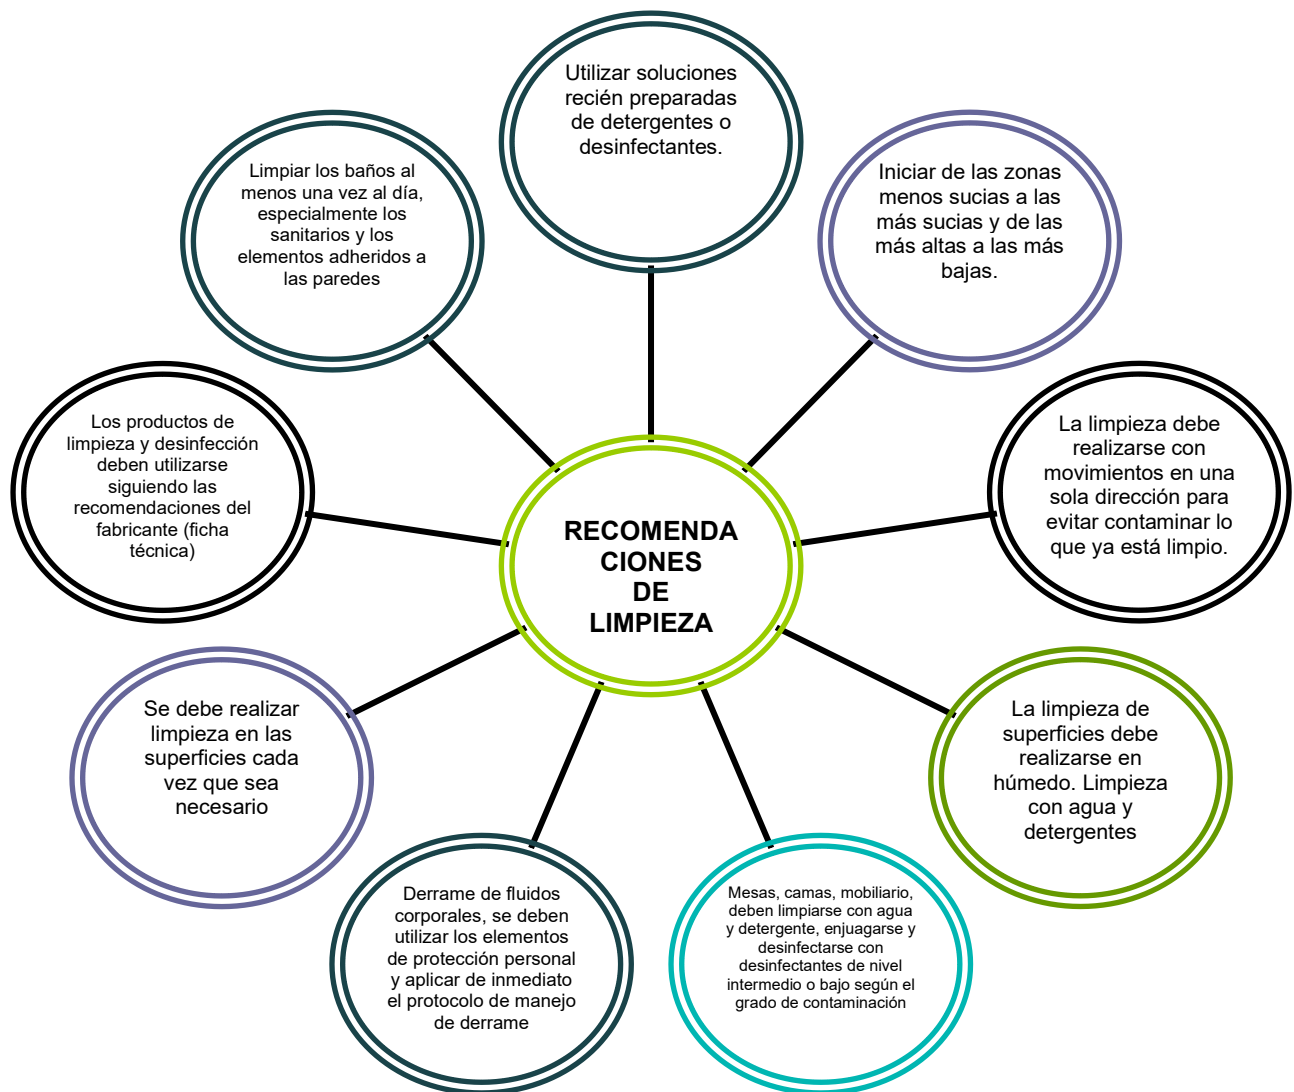 Utilizar soluciones
recién preparadas
de detergentes o
desinfectantes.
Iniciar de las zonas
menos sucias a las
más sucias y de las
más altas a las más
bajas.
La limpieza debe
realizarse con
movimientos en una
sola dirección para
evitar contaminar lo
que ya está limpio.
La limpieza de
superficies debe
realizarse en
húmedo. Limpieza
con agua y
detergentes
Mesas, camas, mobiliario,
deben limpiarse con agua
y detergente, enjuagarse y
desinfectarse con
desinfectantes de nivel
intermedio o bajo según el
grado de contaminación
Derrame de fluidos
corporales, se deben
utilizar los elementos
de protección personal
y aplicar de inmediato
el protocolo de manejo
de derrame
Se debe realizar
limpieza en las
superficies cada
vez que sea
necesario
Los productos de
limpieza y desinfección
deben utilizarse
siguiendo las
recomendaciones del
fabricante (ficha
técnica)
Limpiar los baños al
menos una vez al día,
especialmente los
sanitarios y los
elementos adheridos a
las paredes
RECOMENDA
CIONES
DE
LIMPIEZA